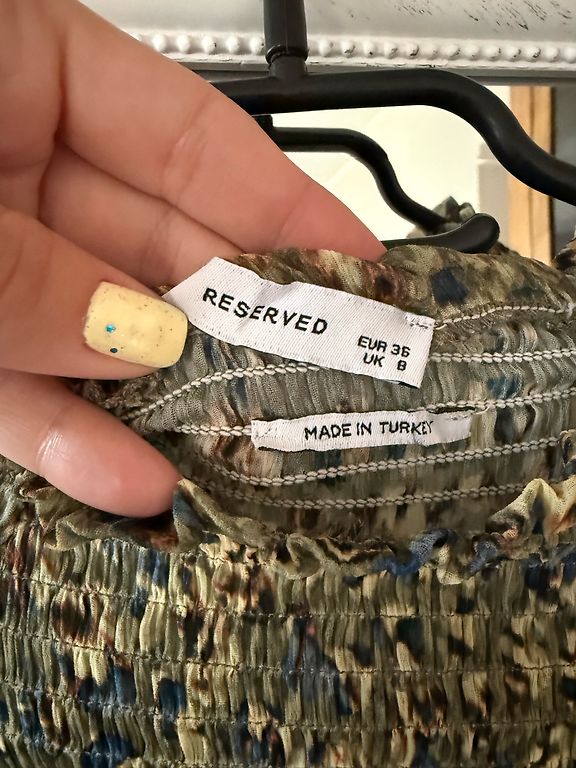 RESERVED
EUR 36
UK 8
MADE IN TURKEY